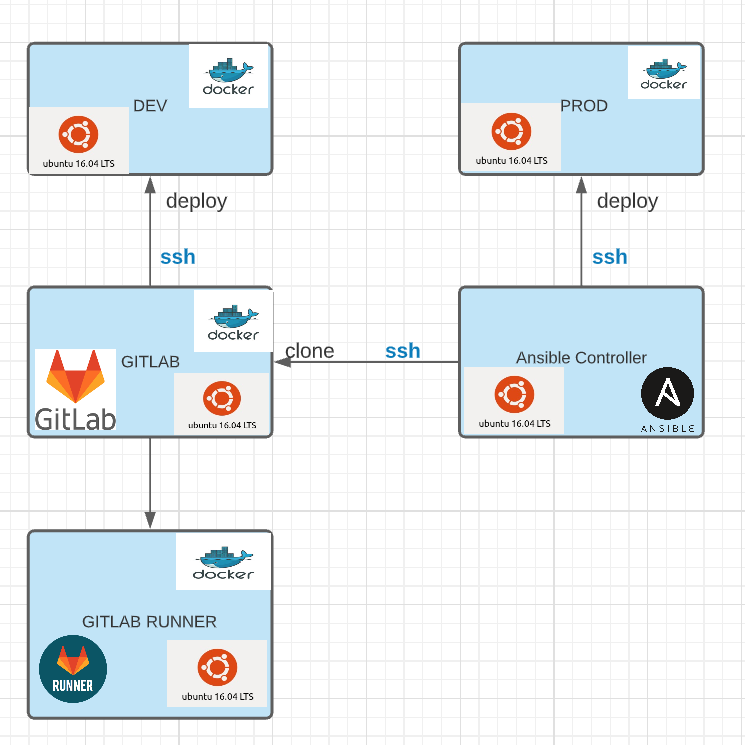 docker
DEV
ubuntu 16.04 LTS
docker
PROD
ubuntu 16.04 LTS
deploy
ssh
deploy
ssh
docker
GITLAB
GitLab
ubuntu 16.04 LTS
clone
ssh
Ansible Controller
ubuntu 16.04 LTS
A
ANSIBLE
docker
GITLAB RUNNER
RUNNER
ubuntu 16.04 LTS